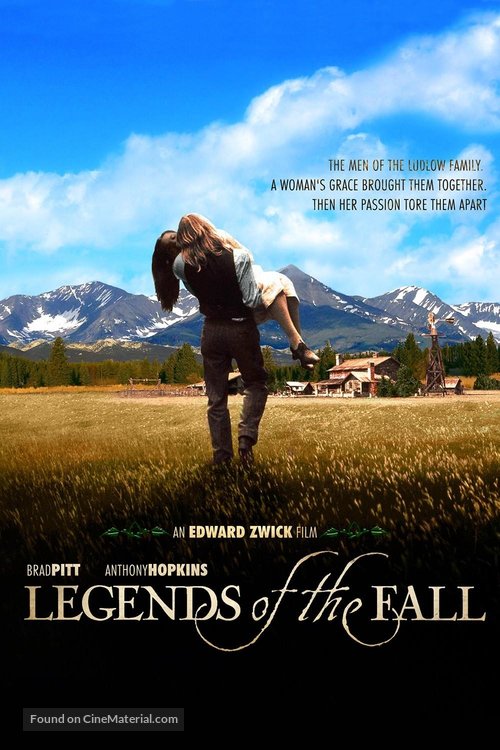 THE MEN OF THE LUDLOW FAMILY.
A WOMAN'S GRACE BROUGHT THEM TOGETHER.
THEN HER PASSION TORE THEM APART
AN EDWARD ZWICK FILM
BRAD PITT ANTHONY HOPKINS
LEGENDS of the FALL
Found on CineMaterial.com